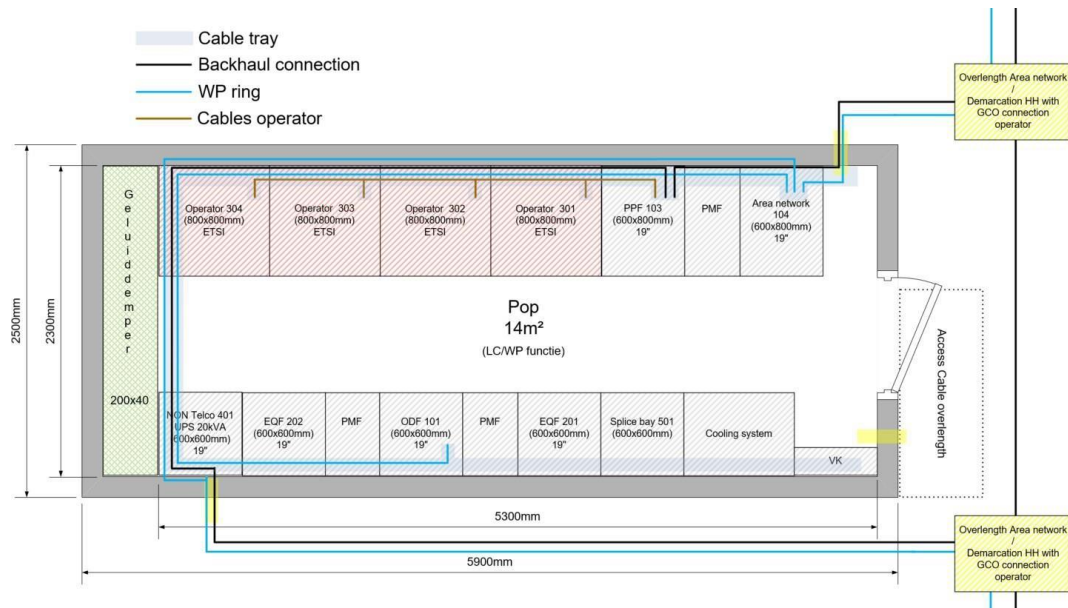 Cable tray
Backhaul connection
WP ring
Cables operator
Overlength Area network
/
Demarcation HH with
GCO connection
operator
Geluiddemper
200x40
Operator 304
(800x800mm)
ETSI
Operator 303
(800x800mm)
ETSI
Operator 302
(800x800mm)
ETSI
Operator 301
(800x800mm)
ETSI
PPF 103
(600x800mm)
19"
PMF
Area network
104
(600x800mm)
19"
2500mm
2300mm
Pop
14m²
(LC/WP functie)
Access Cable overlength
NON Telco 401
UPS 20kVA
(600x600mm)
19"
EQF 202
(600x600mm)
19"
PMF
ODF 101
(600x600mm)
19"
PMF
EQF 201
(600x600mm)
19"
Splice bay 501
(600x600mm)
Cooling system
VK
5300mm
5900mm
Overlength Area network
/
Demarcation HH with
GCO connection
operator